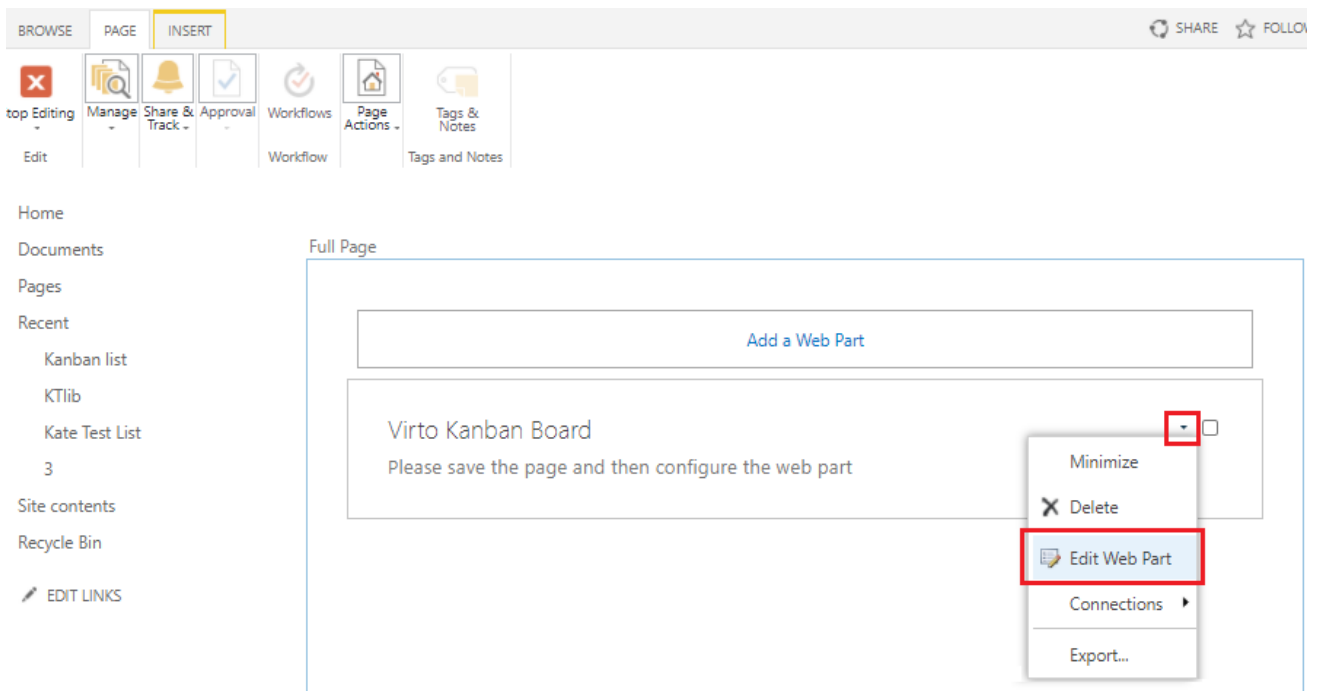 BROWSE PAGE INSERT SHARE FOLLOW
top Editing Manage Share & Approval Workflows Page Tags &
Track Actions Notes
Edit Workflow Tags and Notes
Home
Documents
Full Page
Pages
Recent
Add a Web Part
Kanban list
KTlib
Virto Kanban Board
Kate Test List
Minimize
Please save the page and then configure the web part
3
Site contents
Delete
Recycle Bin
Edit Web Part
EDIT LINKS
Connections
Export...